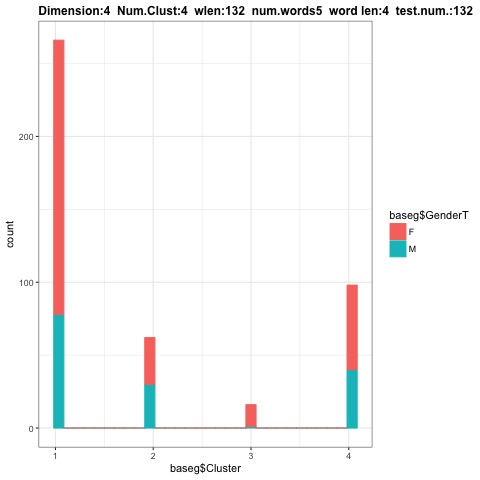 Dimension:4 Num.Clust:4 wlen:132 num.words5 word len:4 test.num.:132
200
100
0
count
1 2 3 4
baseg$Cluster
baseg$GenderT
F
M